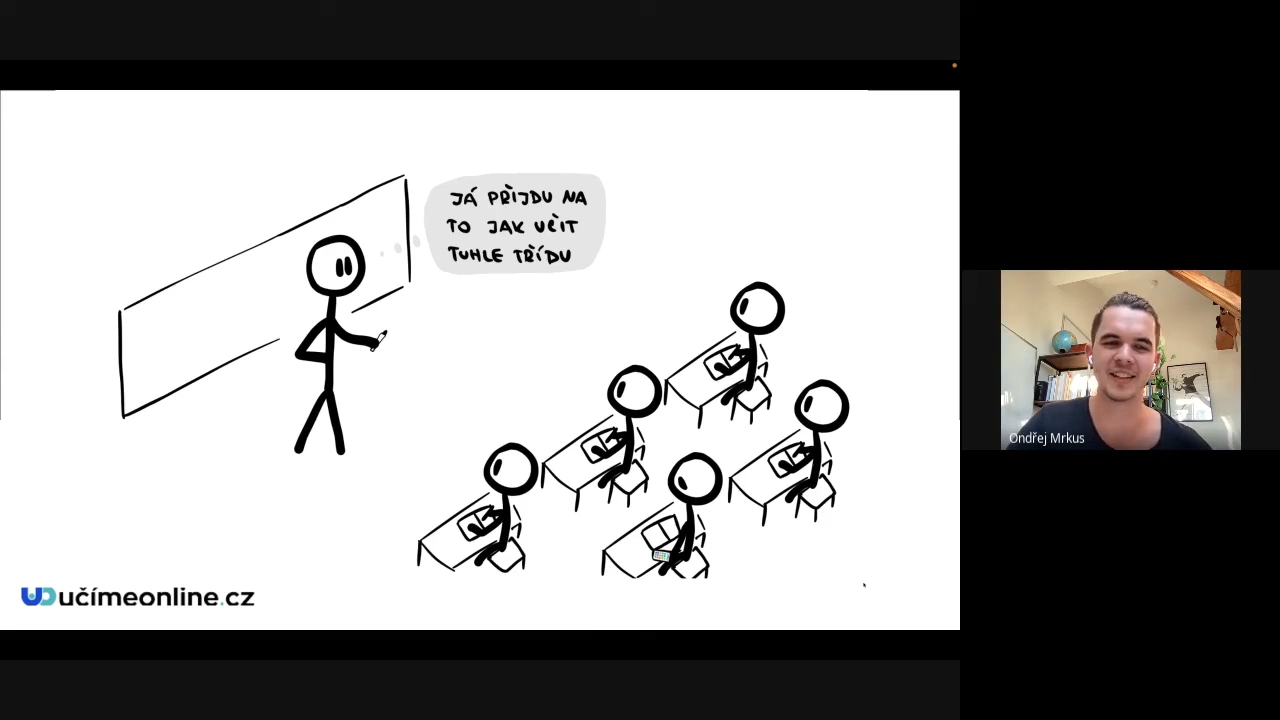 JÁ PŘIJDU NA
TO JAK UČIT
TUHLE TŘÍDU
učímeonline.cz
Ondřej Mrkus